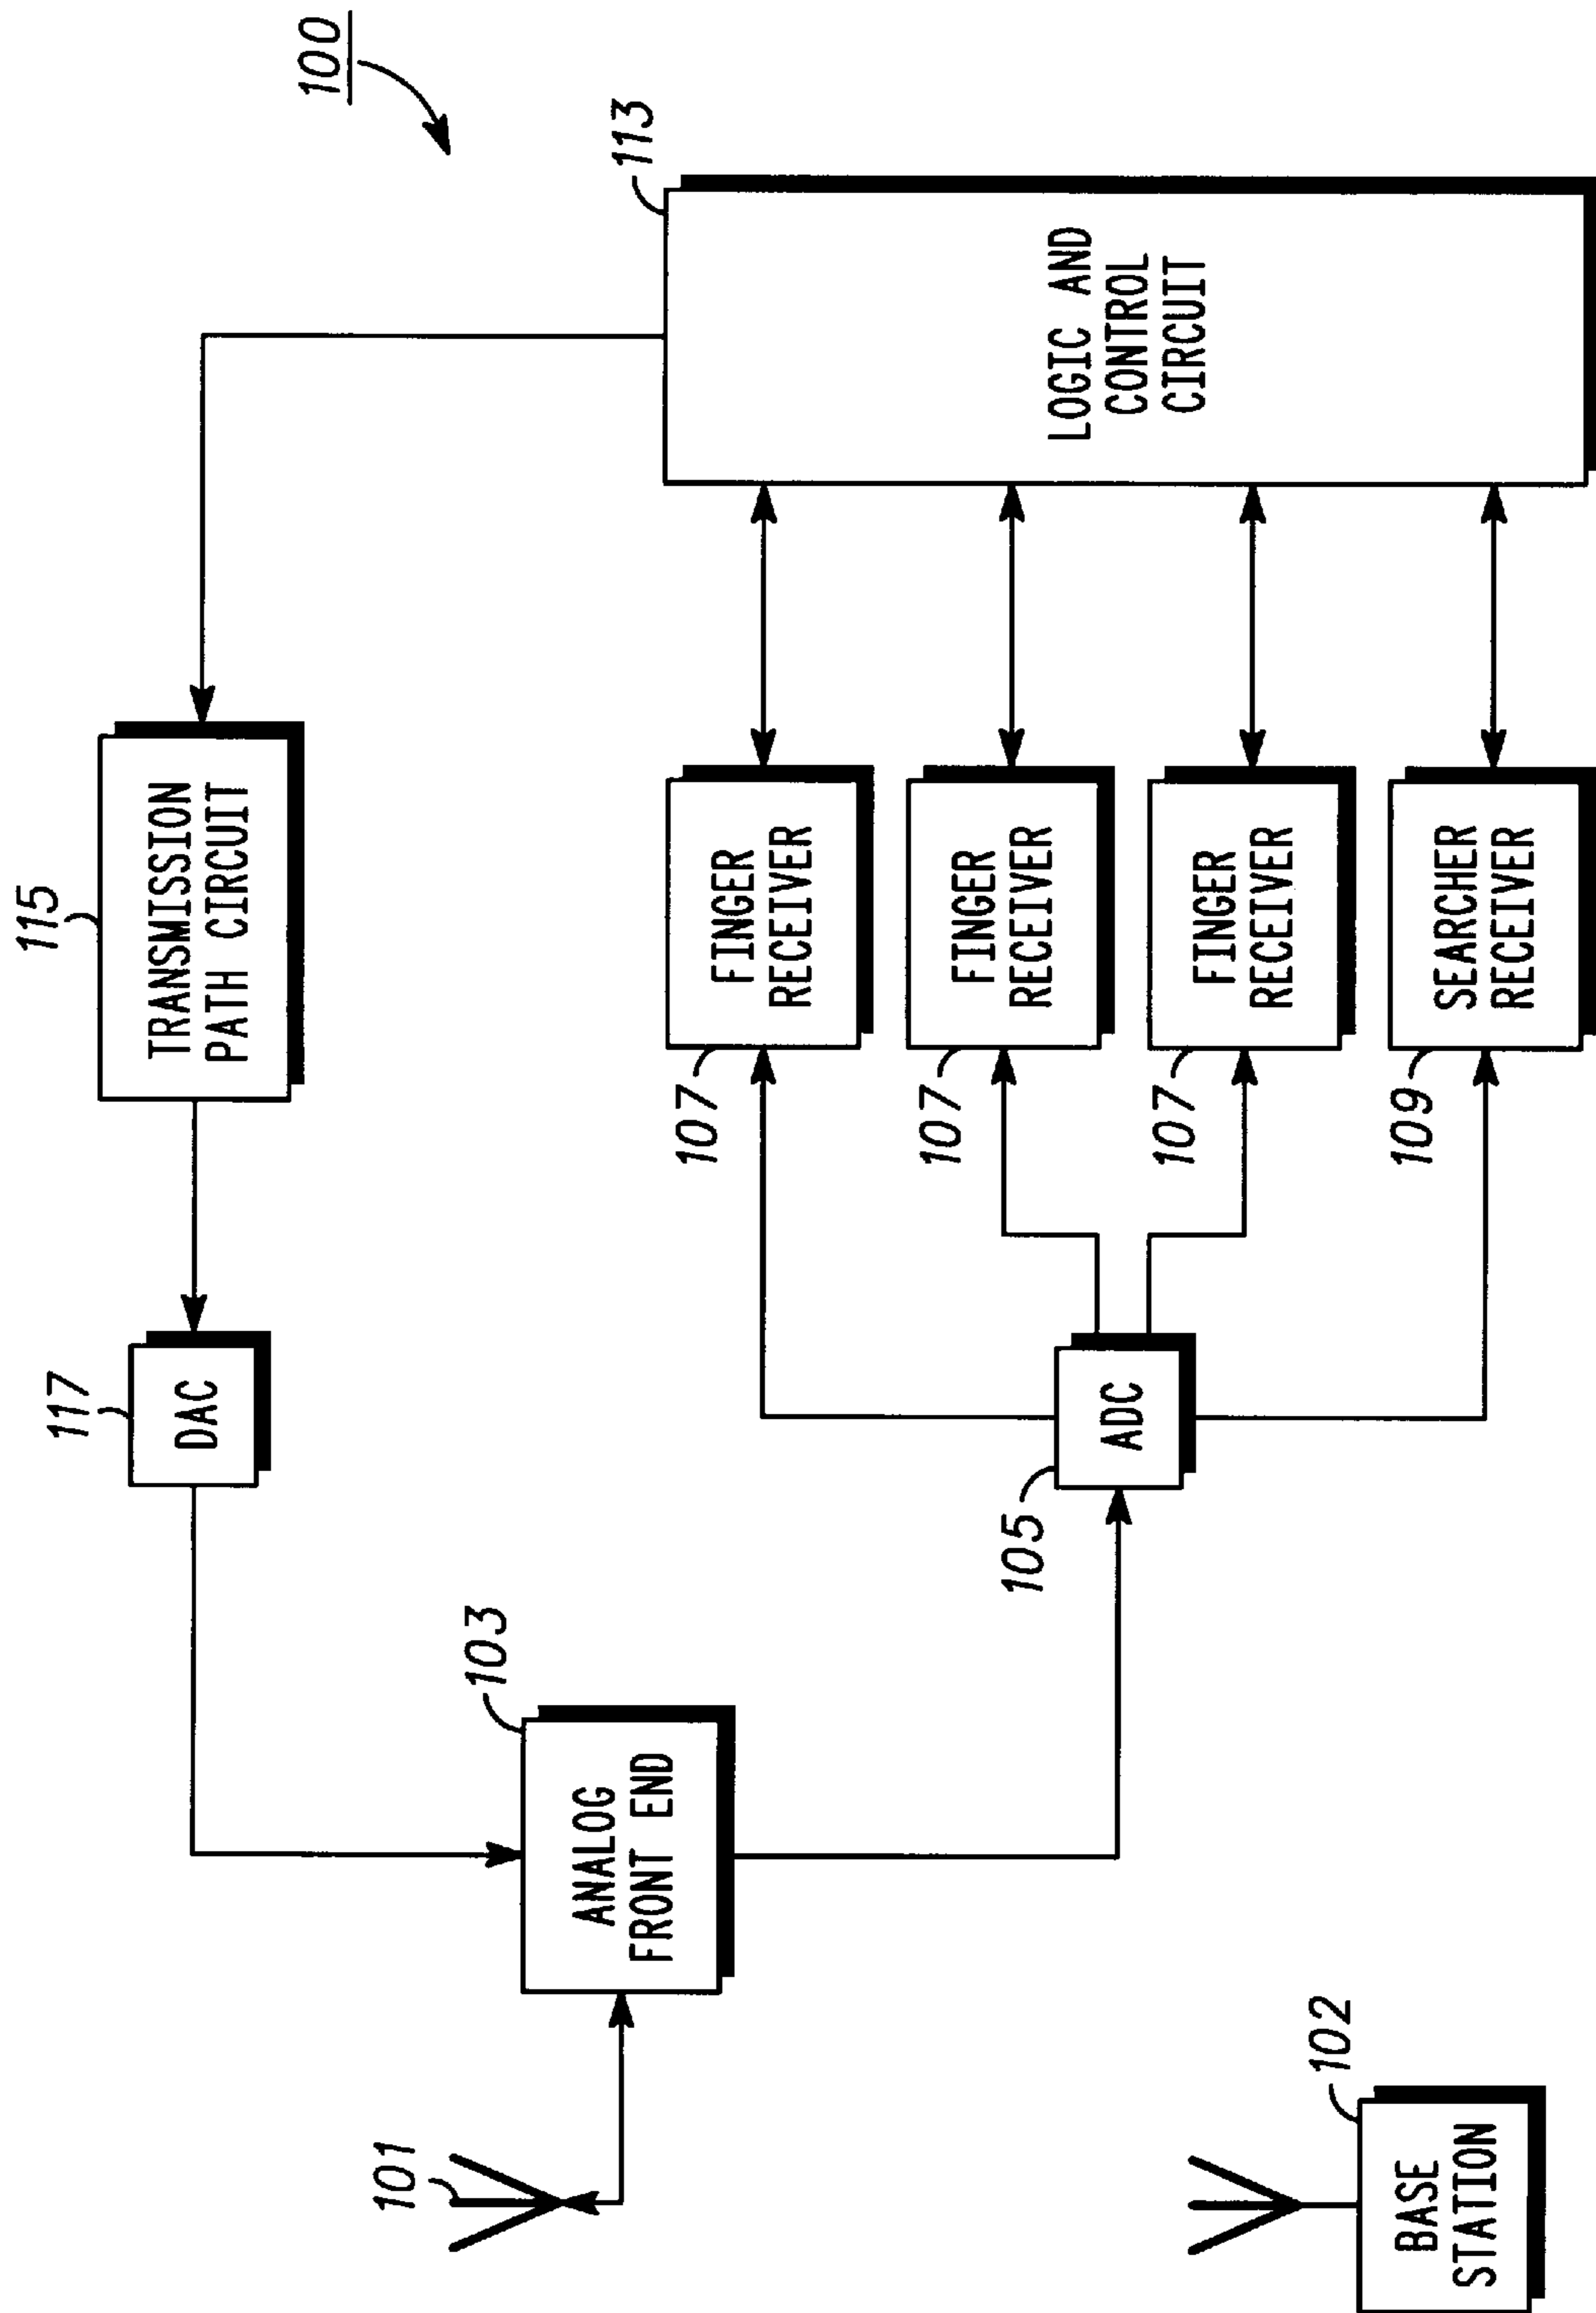 100
115
TRANSMISSION
PATH CIRCUIT
117
DAC
113
LOGIC AND
CONTROL
CIRCUIT
103
ANALOG
FRONT END
101
107
FINGER
RECEIVER
107
FINGER
RECEIVER
107
FINGER
RECEIVER
109
SEARCHER
RECEIVER
105
ADC
102
BASE
STATION